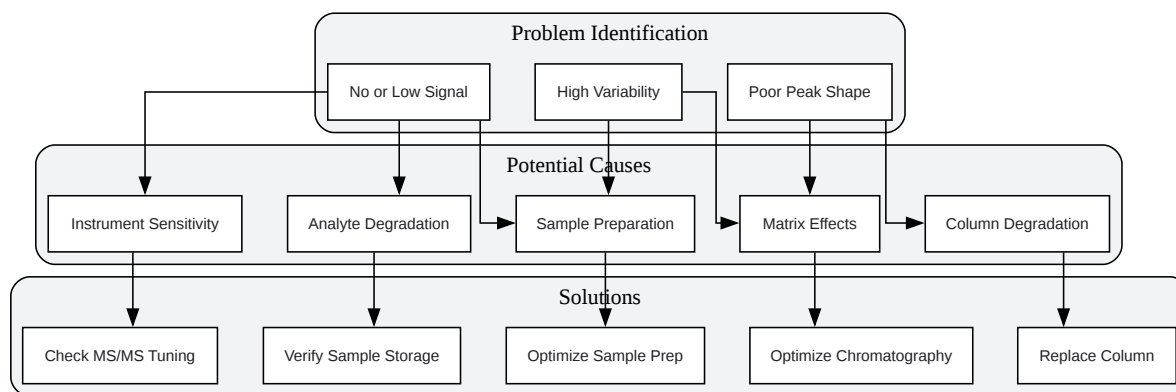 Problem Identification
No or Low Signal
High Variability
Poor Peak Shape
Potential Causes
Instrument Sensitivity
Analyte Degradation
Sample Preparation
Matrix Effects
Column Degradation
Solutions
Check MS/MS Tuning
Verify Sample Storage
Optimize Sample Prep
Optimize Chromatography
Replace Column